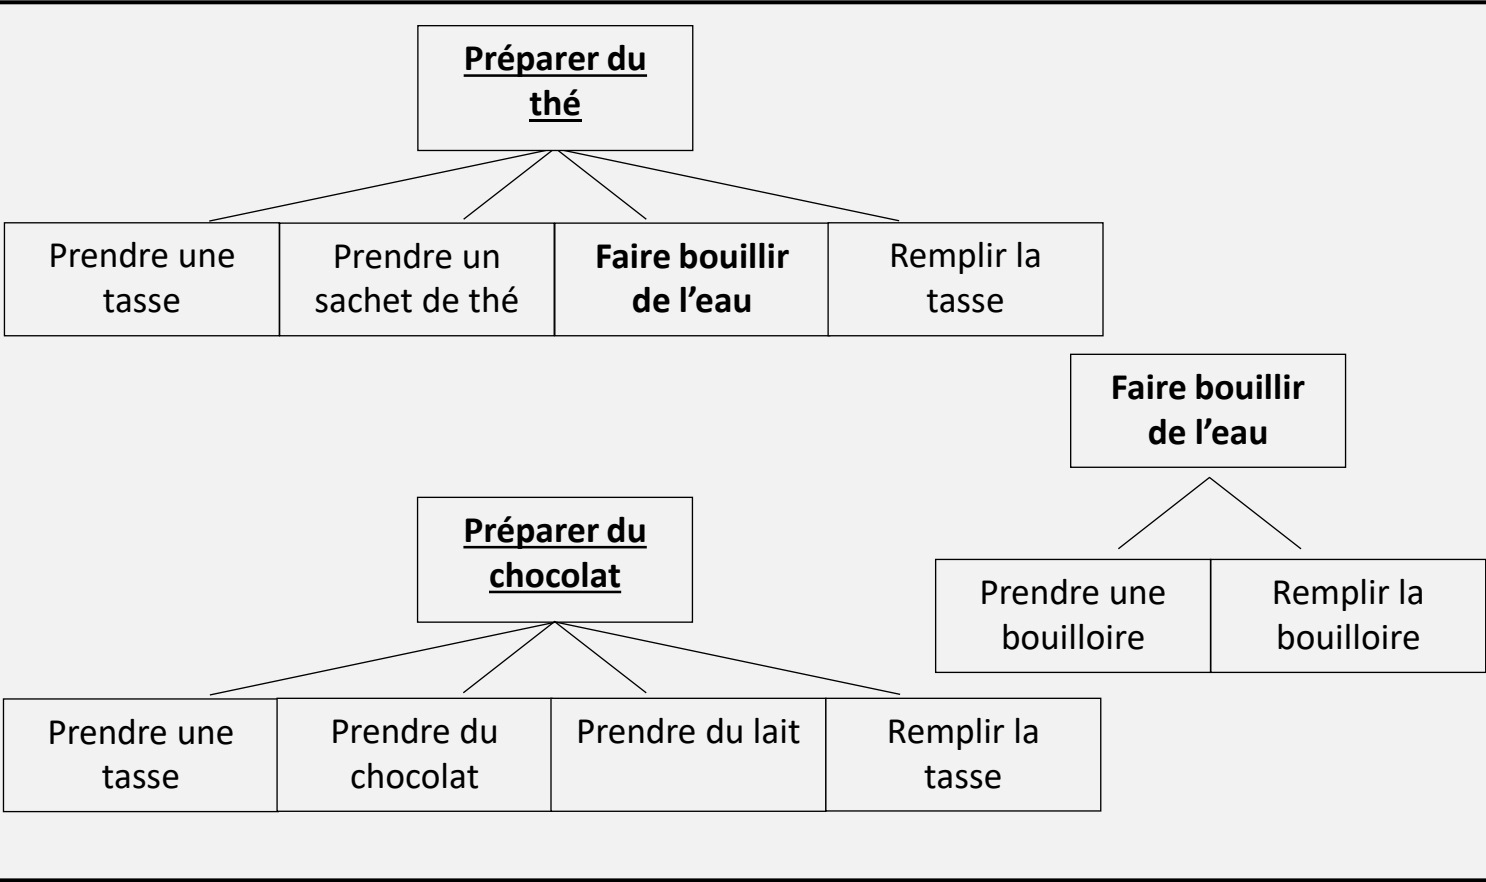 Préparer du
thé
Prendre une
tasse
Prendre un
sachet de thé
Faire bouillir
de l’eau
Remplir la
tasse
Faire bouillir
de l’eau
Prendre une
bouilloire
Remplir la
bouilloire
Préparer du
chocolat
Prendre une
tasse
Prendre du
chocolat
Prendre du lait
Remplir la
tasse